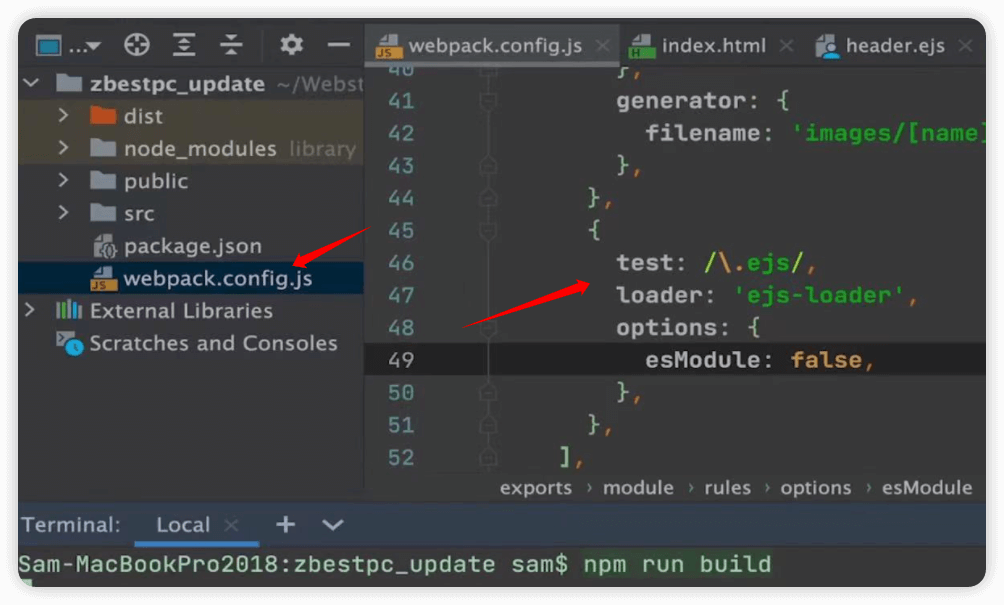 ...
webpack.config.js
index.html
header.ejs
zbestpc_update ~/Webst
dist
node_modules library
public
src
package.json
webpack.config.js
External Libraries
Scratches and Consoles
40 },
41 generator: {
42 filename: 'images/[name]
43 },
44 },
45 {
46 test: /\.ejs/,
47 loader: 'ejs-loader',
48 options: {
49 esModule: false,
50 },
51 },
52 ],
exports › module › rules › options › esModule
Terminal: Local × + 
Sam-MacBookPro2018:zbestpc_update sam$ npm run build